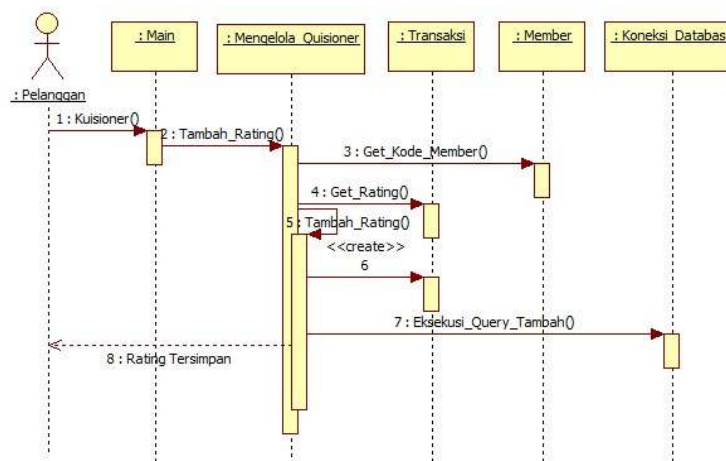 : Main
: Mengelola_Quisioner
: Transaksi
: Member
: Koneksi_Databas
: Pelanggan
1 : Kuisioner()
2 : Tambah_Rating()
3 : Get_Kode_Member()
4 : Get_Rating()
5 : Tambah_Rating()
<<create>>
6
7 : Eksekusi_Query_Tambah()
8 : Rating Tersimpan